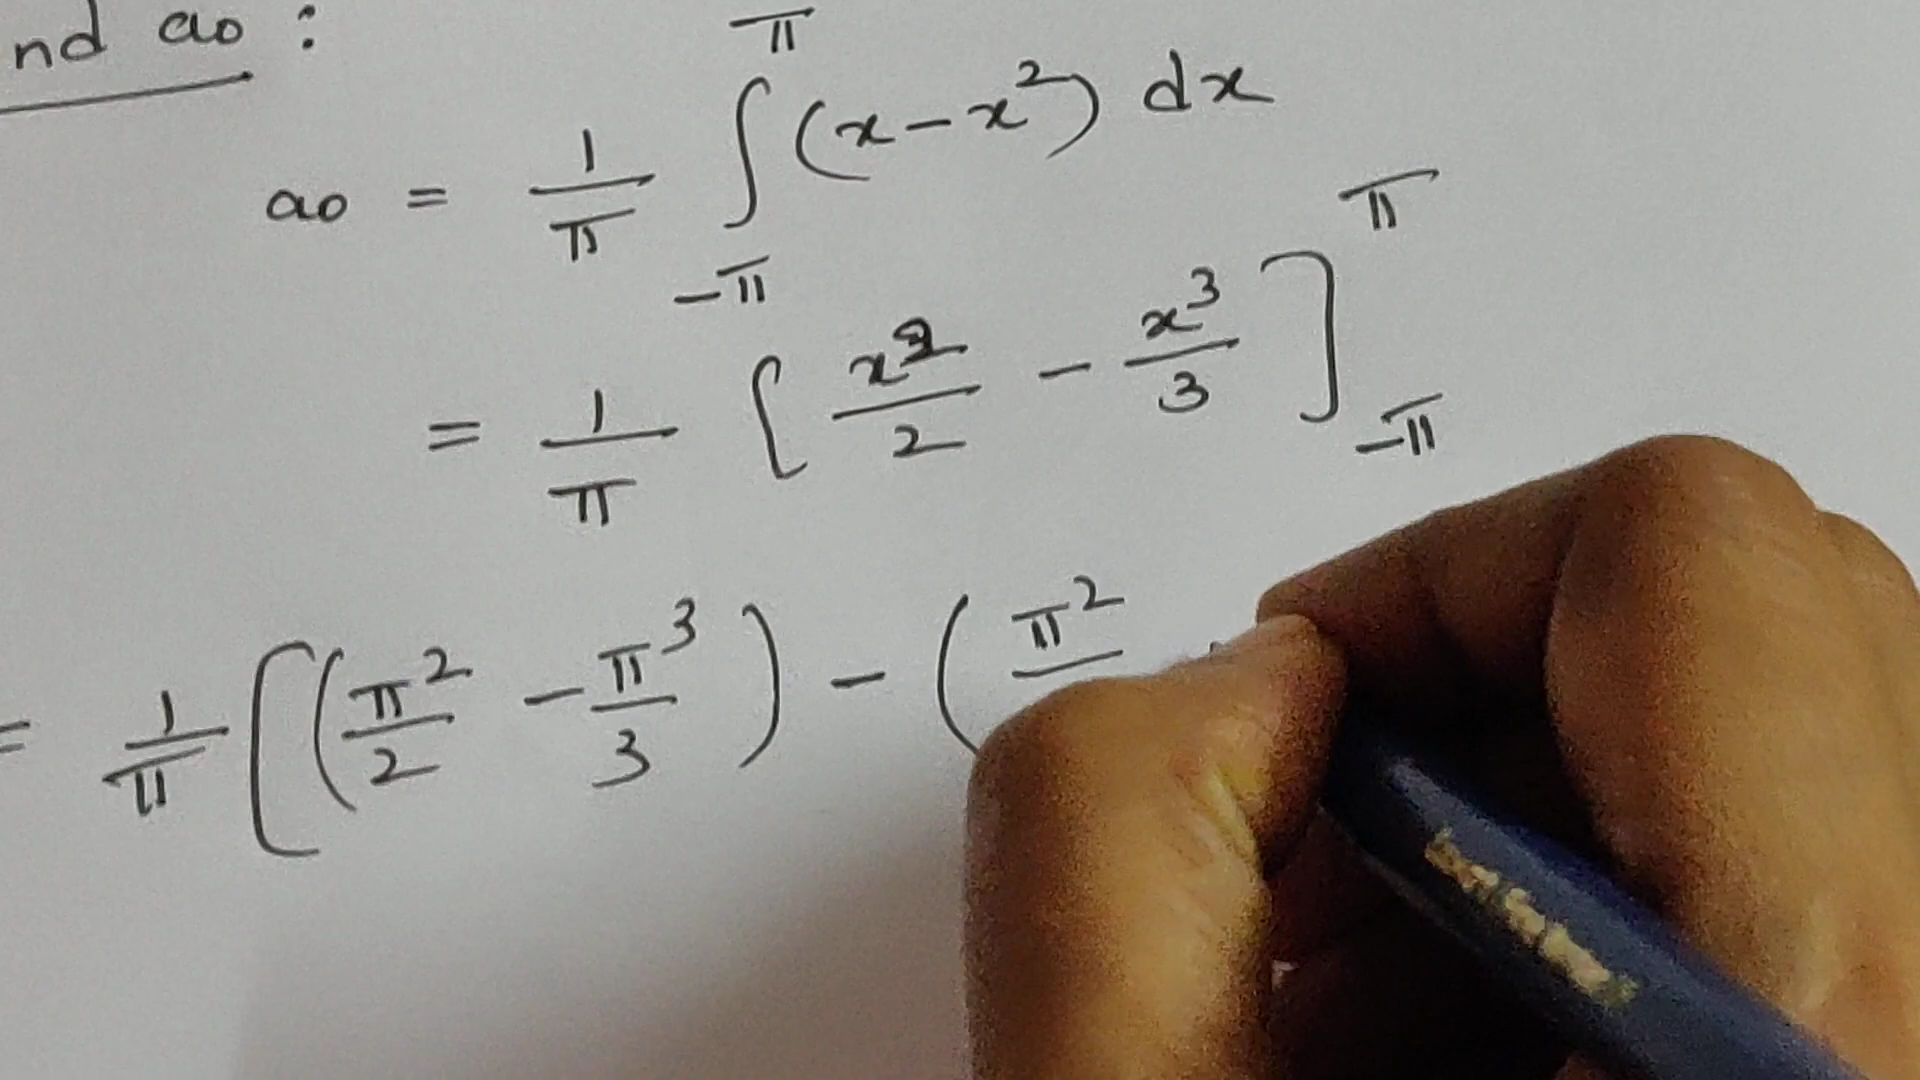 nd a0 :
a0 = 1/π ∫_{-π}^{π} (x - x²) dx
= 1/π [x²/2 - x³/3]_{-π}^{π}
= 1/π [(π²/2 - π³/3) - (π²